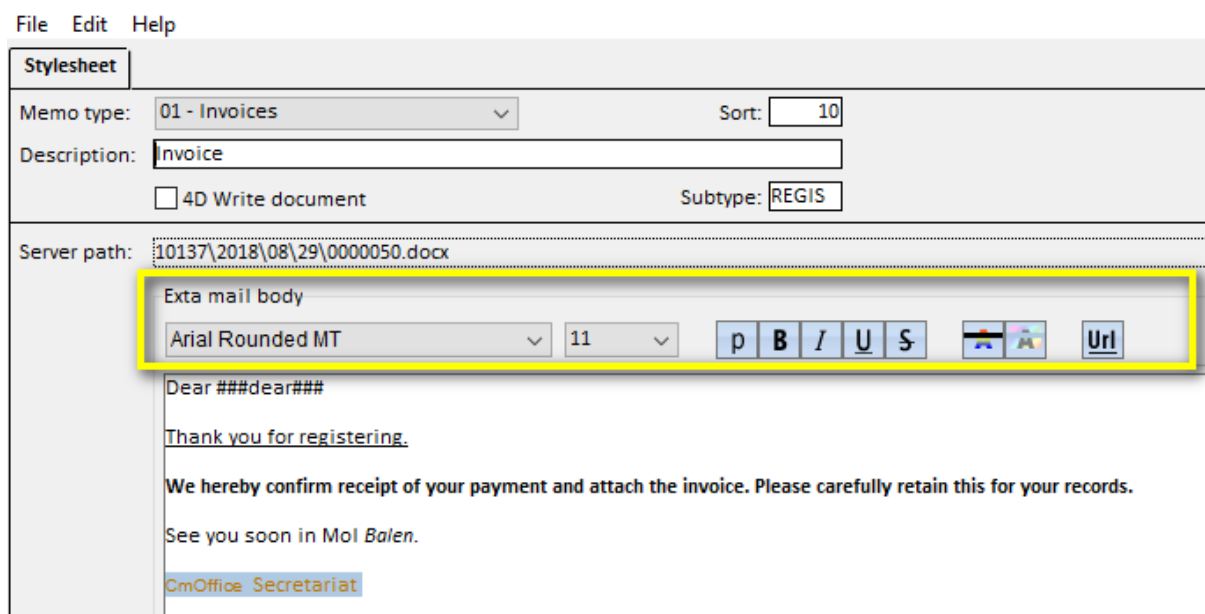 File Edit Help
Stylesheet
Memo type: 01 - Invoices Sort: 10
Description: Invoice
4D Write document Subtype: REGIS
Server path: 10137\2018\08\29\0000050.docx
Exta mail body
Arial Rounded MT 11 p B I U S A A Url
Dear ###dear###
Thank you for registering.
We hereby confirm receipt of your payment and attach the invoice. Please carefully retain this for your records.
See you soon in Mol Balen.
CmOffice Secretariat